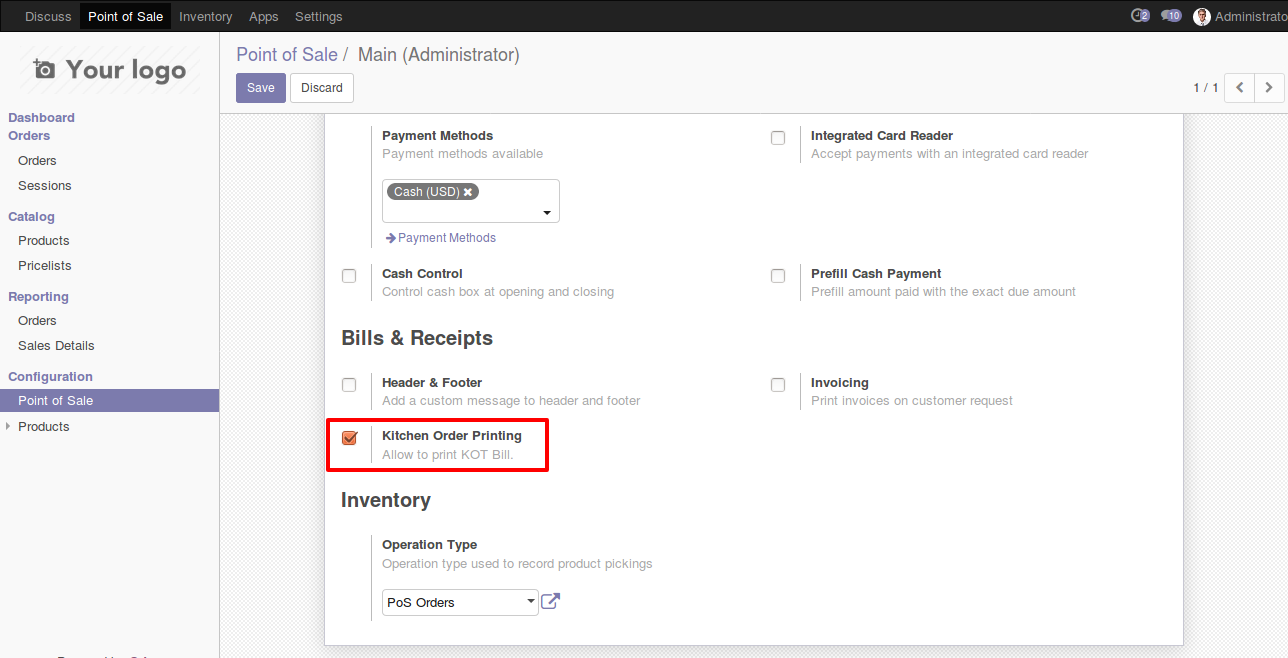 Discuss
Point of Sale
Inventory
Apps
Settings
2
10
Administrato
Your logo
Dashboard
Orders
Orders
Sessions
Catalog
Products
Pricelists
Reporting
Orders
Sales Details
Configuration
Point of Sale
Products
Point of Sale / Main (Administrator)
Save
Discard
1 / 1
Payment Methods
Payment methods available
Cash (USD)
Payment Methods
Integrated Card Reader
Accept payments with an integrated card reader
Cash Control
Control cash box at opening and closing
Prefill Cash Payment
Prefill amount paid with the exact due amount
Bills & Receipts
Header & Footer
Add a custom message to header and footer
Invoicing
Print invoices on customer request
Kitchen Order Printing
Allow to print KOT Bill.
Inventory
Operation Type
Operation type used to record product pickings
PoS Orders